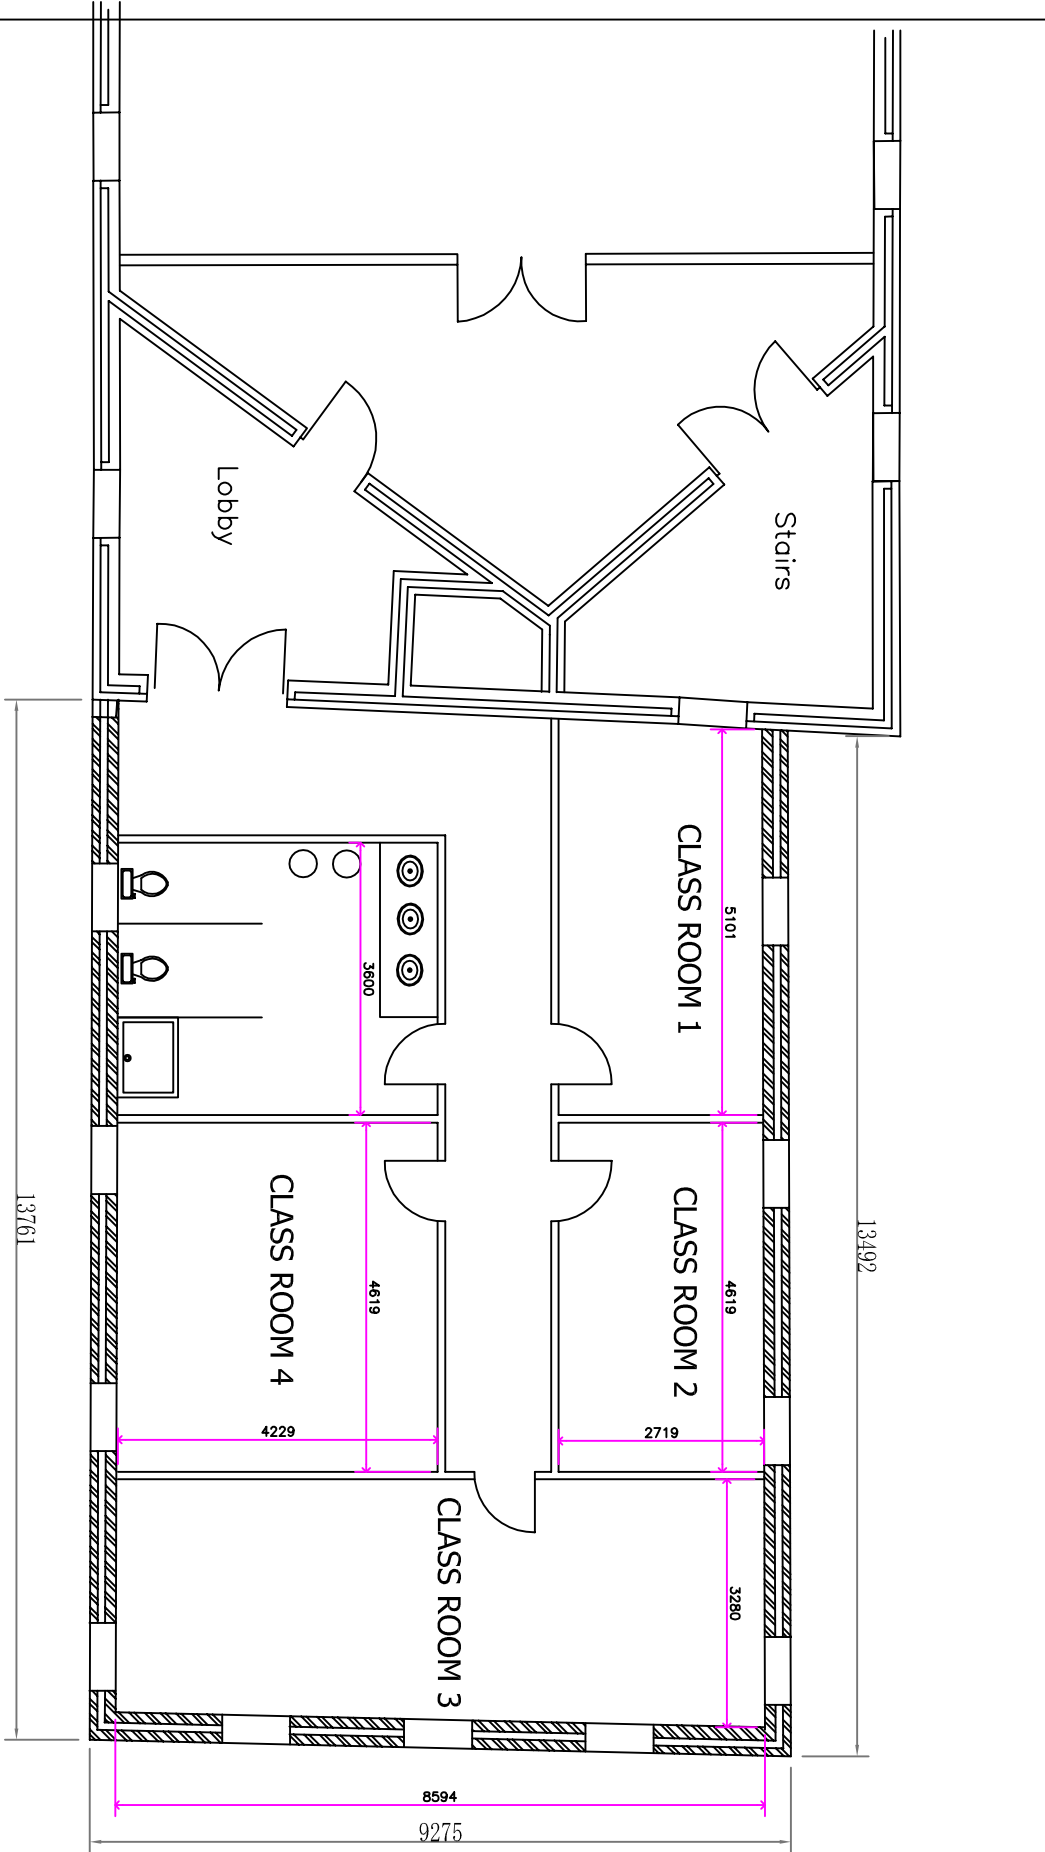 Lobby
Stairs
CLASS ROOM 1
5101
3600
13761
CLASS ROOM 4
4619
CLASS ROOM 2
4619
13492
4229
2719
CLASS ROOM 3
3280
8594
9275